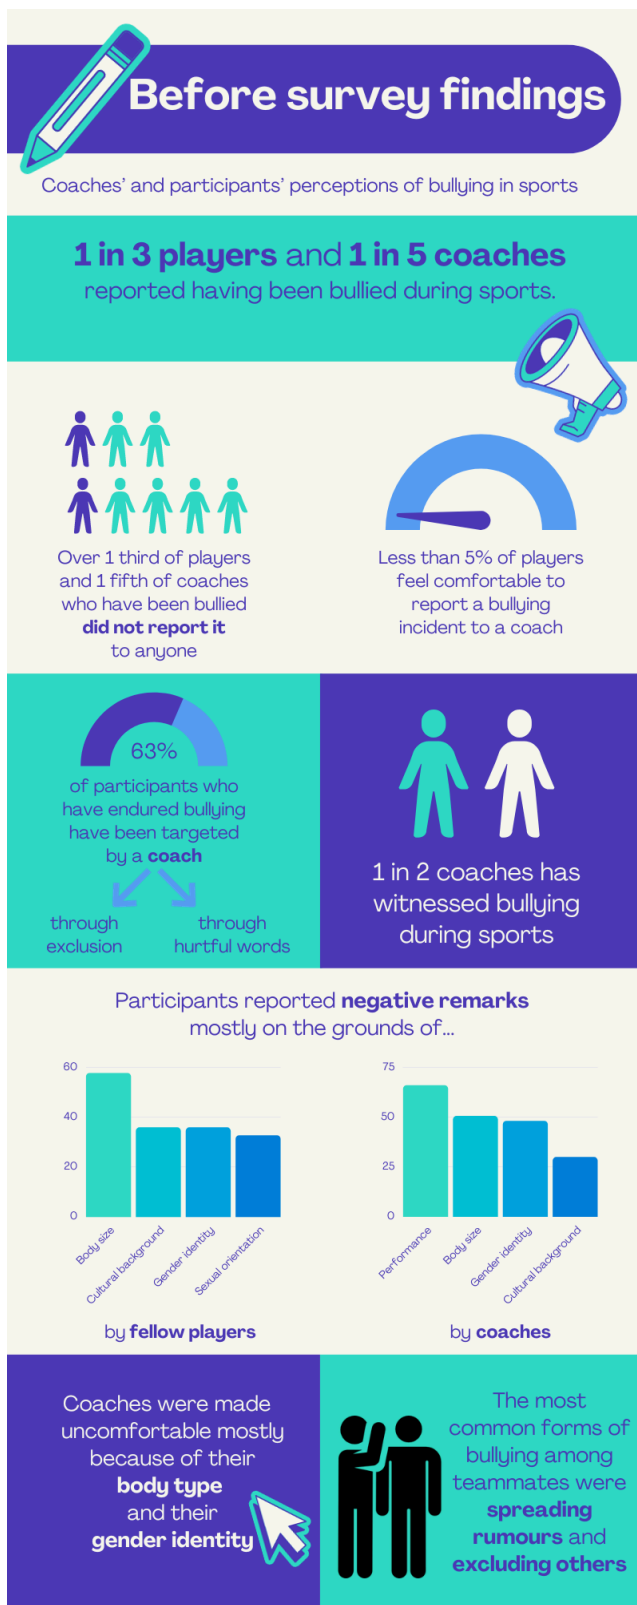 Before survey findings
Coaches' and participants' perceptions of bullying in sports
1 in 3 players and 1 in 5 coaches
reported having been bullied during sports.
Over 1 third of players
and 1 fifth of coaches
who have been bullied
did not report it
to anyone
Less than 5% of players
feel comfortable to
report a bullying
incident to a coach
63%
of participants who
have endured bullying
have been targeted
by a coach
through
exclusion
through
hurtful words
1 in 2 coaches has
witnessed bullying
during sports
Participants reported negative remarks
mostly on the grounds of...
60
40
20
0
Body size
Cultural background
Gender identity
Sexual orientation
by fellow players
75
50
25
0
Performance
Body size
Gender identity
Cultural background
by coaches
Coaches were made
uncomfortable mostly
because of their
body type
and their
gender identity
The most
common forms of
bullying among
teammates were
spreading
rumours and
excluding others